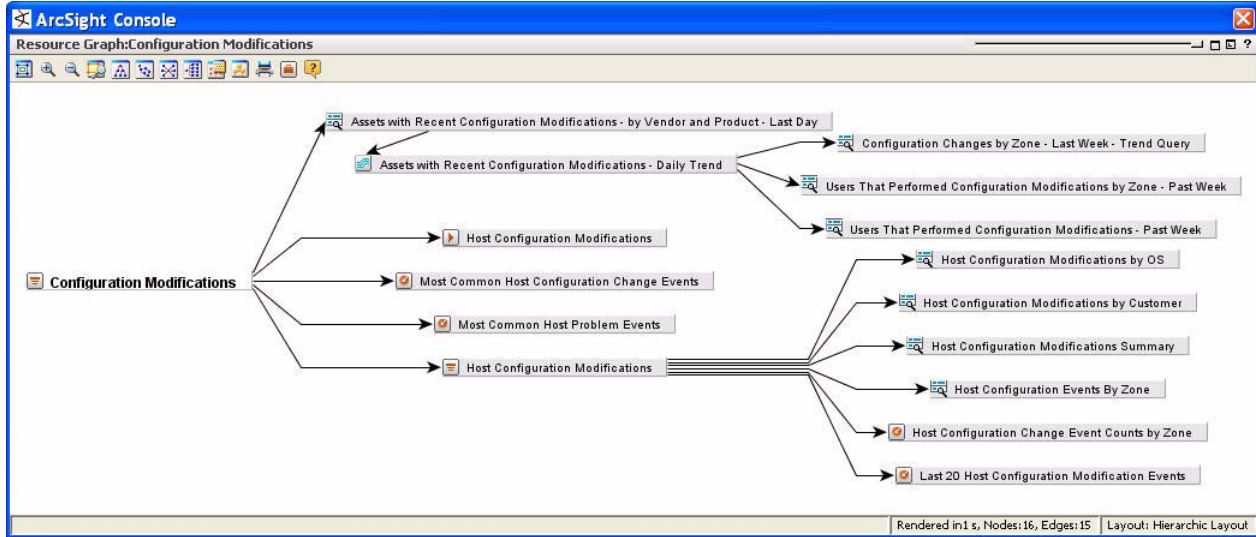 ArcSight Console
Resource Graph:Configuration Modifications
Assets with Recent Configuration Modifications - by Vendor and Product - Last Day
Configuration Changes by Zone - Last Week - Trend Query
Assets with Recent Configuration Modifications - Daily Trend
Users That Performed Configuration Modifications by Zone - Past Week
Users That Performed Configuration Modifications - Past Week
Host Configuration Modifications
Host Configuration Modifications by OS
Configuration Modifications
Most Common Host Configuration Change Events
Host Configuration Modifications by Customer
Most Common Host Problem Events
Host Configuration Modifications Summary
Host Configuration Modifications
Host Configuration Events By Zone
Host Configuration Change Event Counts by Zone
Last 20 Host Configuration Modification Events
Rendered in1 s, Nodes:16, Edges:15
Layout: Hierarchic Layout